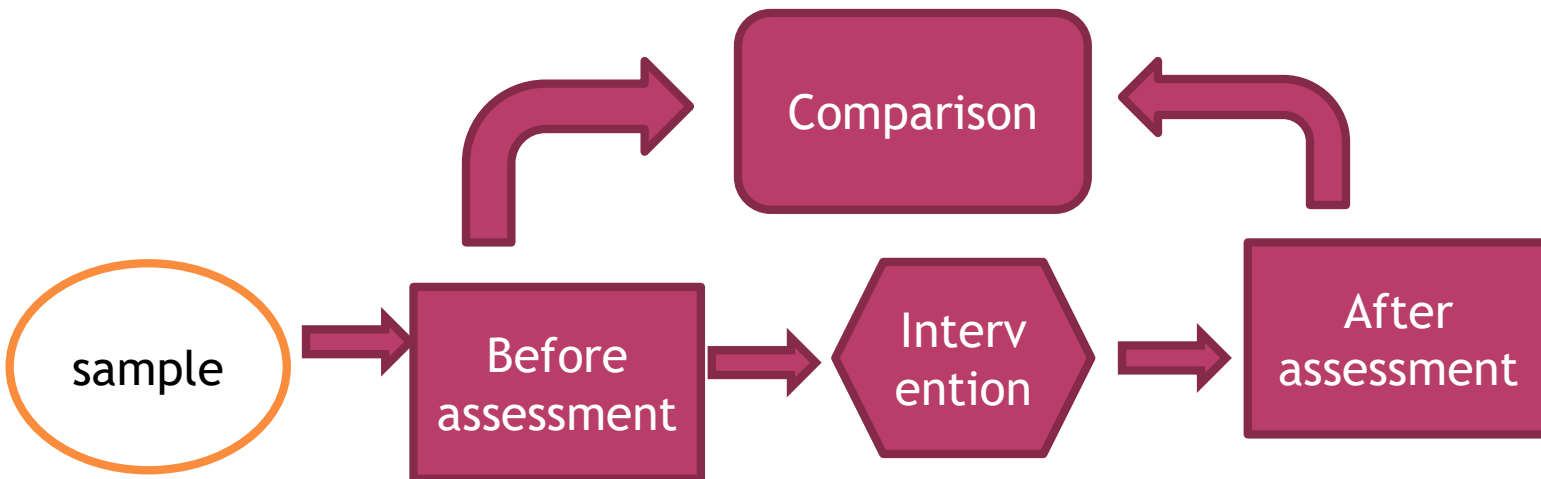 Comparison
sample
Before
assessment
Interv
ention
After
assessment